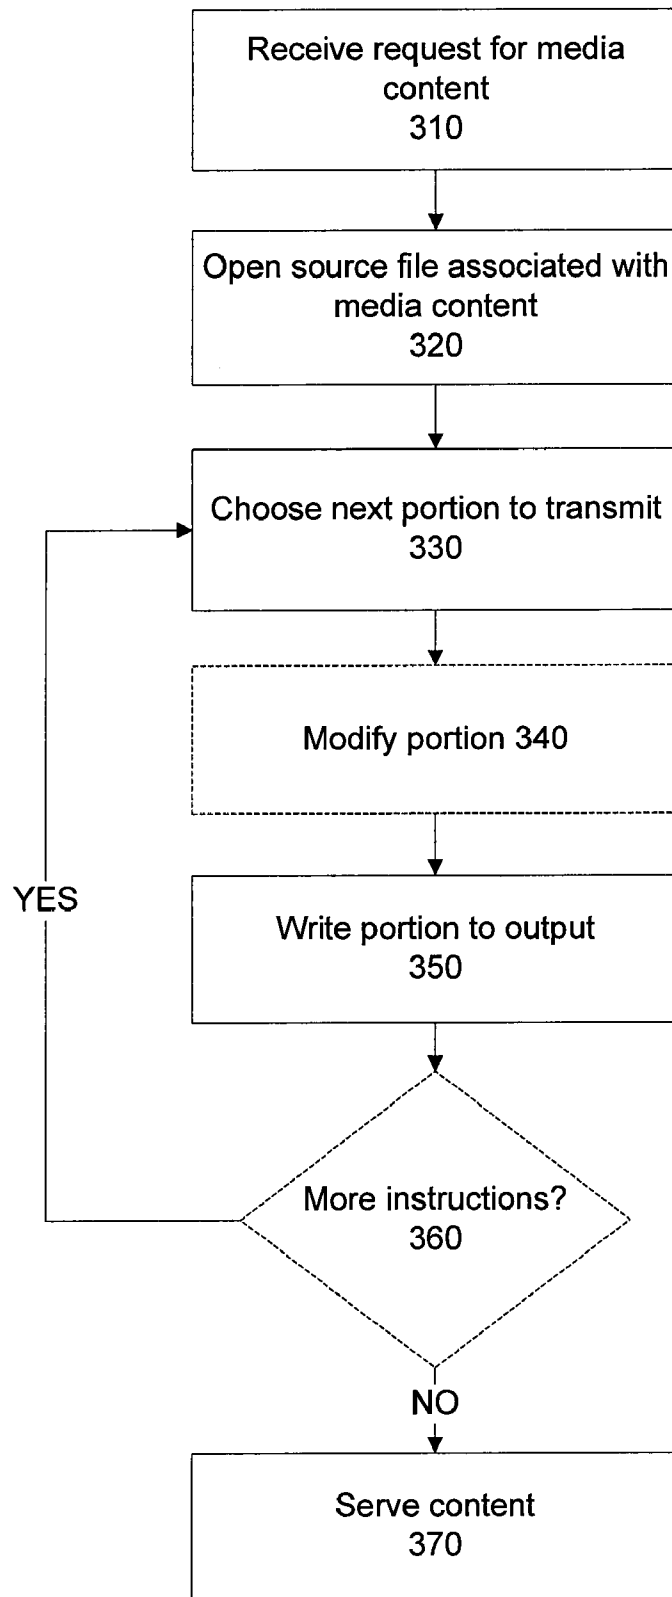 Receive request for media
content
310
Open source file associated with
media content
320
Choose next portion to transmit
330
Modify portion 340
YES
Write portion to output
350
More instructions?
360
NO
Serve content
370